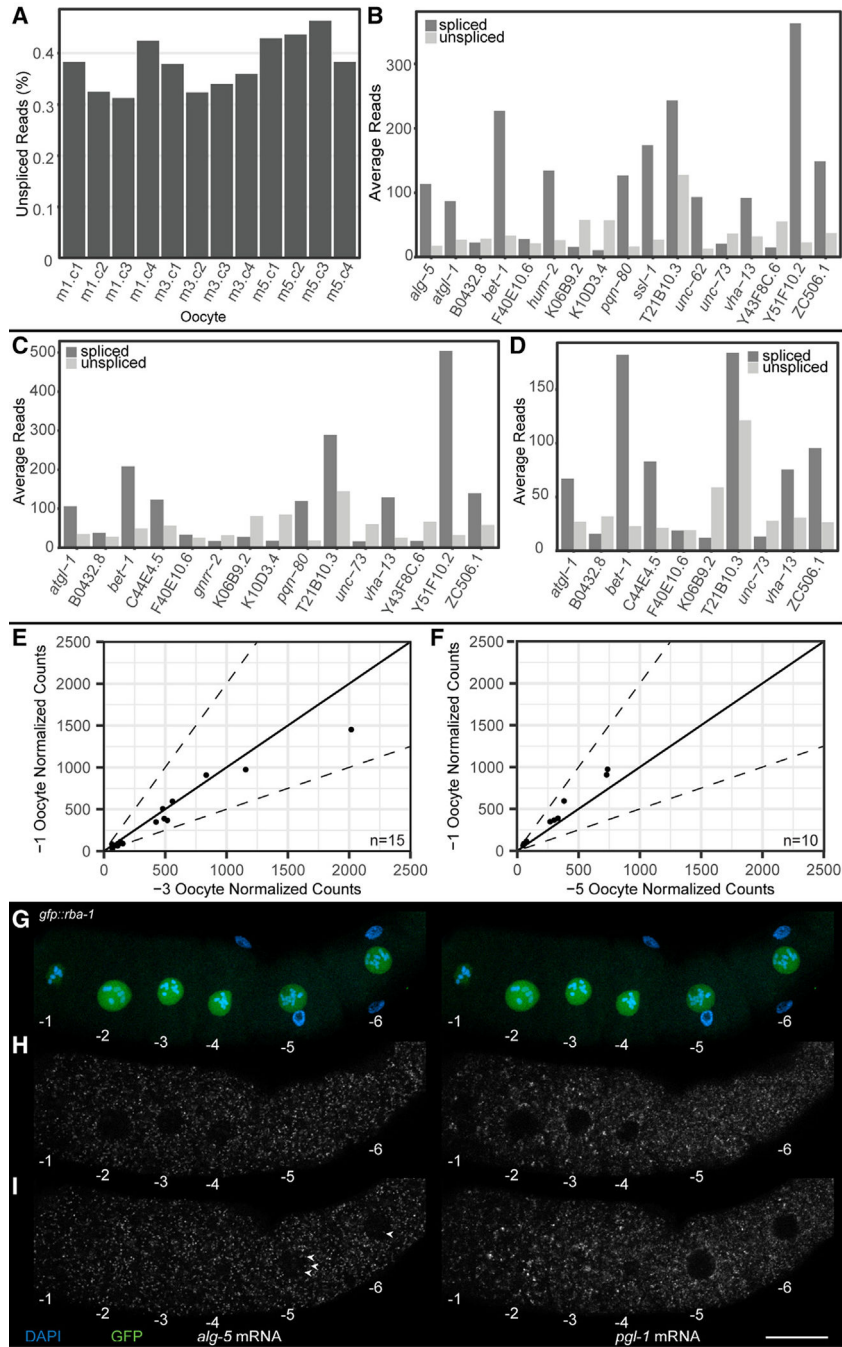 A
Unspliced Reads (%)
0.4
0.3
0.2
0.1
0
m1.c1
m1.c2
m1.c3
m1.c4
m3.c1
m3.c2
m3.c3
m3.c4
m5.c1
m5.c2
m5.c3
m5.c4
Oocyte
B
spliced
unspliced
Average Reads
300
200
100
0
alg-5
atgl-1
B0432.8
bet-1
F40E10.6
hum-2
K06B9.2
K10D3.4
pqn-80
ssl-1
T21B10.3
unc-62
unc-73
vha-13
Y43F8C.6
Y51F10.2
ZC506.1
C
spliced
unspliced
Average Reads
500
400
300
200
100
0
atgl-1
B0432.8
bet-1
C44E4.5
F40E10.6
gnrr-2
K06B9.2
K10D3.4
pqn-80
T21B10.3
unc-73
vha-13
Y43F8C.6
Y51F10.2
ZC506.1
D
spliced
unspliced
Average Reads
150
100
50
0
atgl-1
B0432.8
bet-1
C44E4.5
F40E10.6
K06B9.2
T21B10.3
unc-73
vha-13
ZC506.1
E
−1 Oocyte Normalized Counts
2500
2000
1500
1000
500
0
n=15
0 500 1000 1500 2000 2500
−3 Oocyte Normalized Counts
F
−1 Oocyte Normalized Counts
2500
2000
1500
1000
500
0
n=10
0 500 1000 1500 2000 2500
−5 Oocyte Normalized Counts
G
gfp::rba-1
-1 -2 -3 -4 -5 -6
-1 -2 -3 -4 -5 -6
H
-1 -2 -3 -4 -5 -6
-1 -2 -3 -4 -5 -6
I
-1 -2 -3 -4 -5 -6
-1 -2 -3 -4 -5 -6
DAPI GFP alg-5 mRNA pgl-1 mRNA